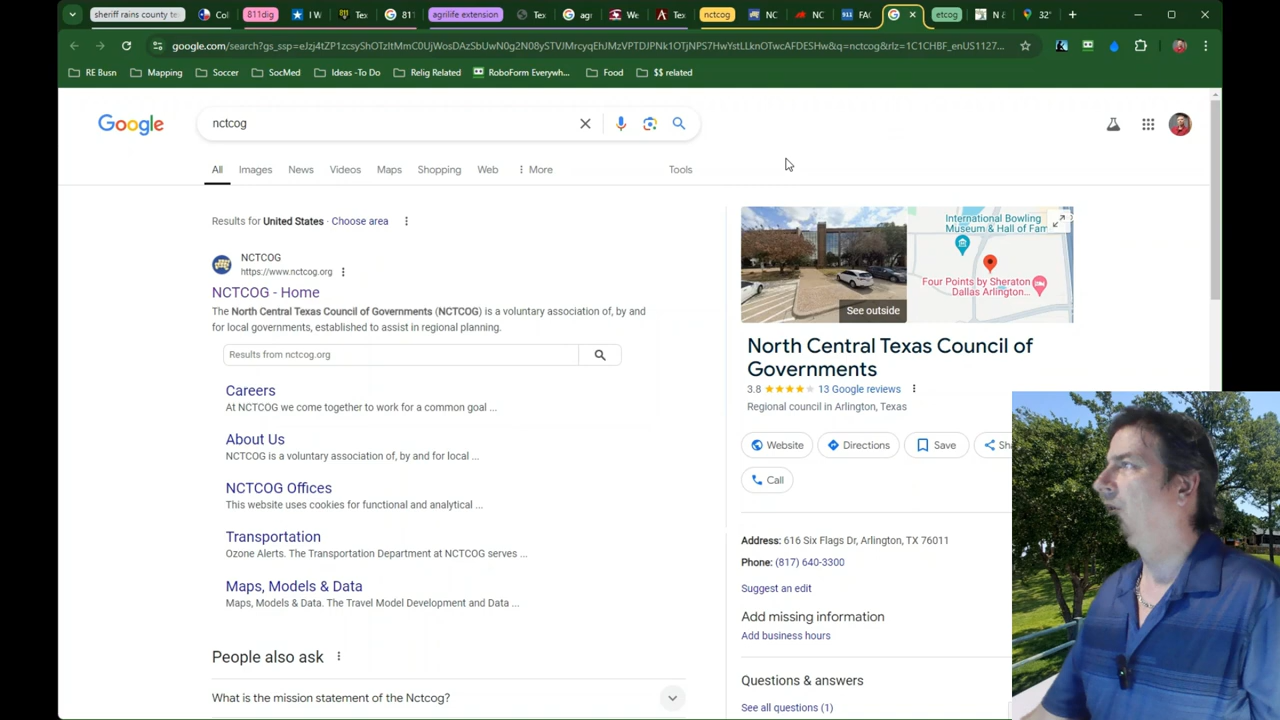 sheriff rains county te
Col
811dig
I W
Tex
811
agrilife extension
Tex
agr
We
Tex
nctcog
NC
NC
FAQ
etcog
N &
32°
google.com/search?gs_ssp=eJzj4tZP1zcsyShOTzItMmC0UjWosDAzSbUwN0g2N08ySTVJMrcyqEhJMzVPTDJPNk1OTjNPS7HwYstLLknOTwcAFDESHw&q=nctcog&rlz=1C1CHBF_enUS1127...
RE Busn
Mapping
Soccer
SocMed
Ideas -To Do
Relig Related
RoboForm Everywh...
Food
$$ related
Google
nctcog
All
Images
News
Videos
Maps
Shopping
Web
More
Tools
Results for United States · Choose area
NCTCOG
https://www.nctcog.org
NCTCOG - Home
The North Central Texas Council of Governments (NCTCOG) is a voluntary association of, by and
for local governments, established to assist in regional planning.
Results from nctcog.org
Careers
At NCTCOG we come together to work for a common goal ...
About Us
NCTCOG is a voluntary association of, by and for local ...
NCTCOG Offices
This website uses cookies for functional and analytical ...
Transportation
Ozone Alerts. The Transportation Department at NCTCOG serves ...
Maps, Models & Data
Maps, Models & Data. The Travel Model Development and Data ...
People also ask
What is the mission statement of the Nctcog?
See outside
International Bowling
Museum & Hall of Fam
Four Points by Sheraton
Dallas Arlington...
North Central Texas Council of
Governments
3.8 13 Google reviews
Regional council in Arlington, Texas
Website
Directions
Save
Sha
Call
Address: 616 Six Flags Dr, Arlington, TX 76011
Phone: (817) 640-3300
Suggest an edit
Add missing information
Add business hours
Questions & answers
See all questions (1)